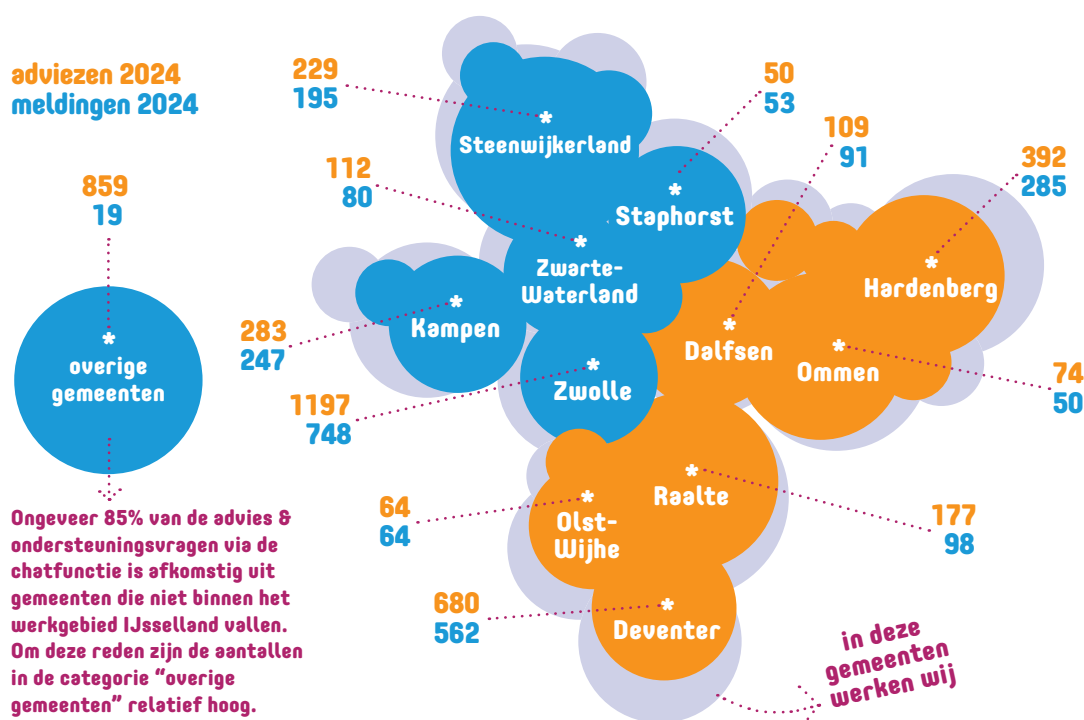 adviezen 2024
meldingen 2024
859
19
*
overige
gemeenten
Ongeveer 85% van de advies &
ondersteuningsvragen via de
chatfunctie is afkomstig uit
gemeenten die niet binnen het
werkgebied IJsselland vallen.
Om deze reden zijn de aantallen
in de categorie “overige
gemeenten” relatief hoog.
229
195
*
Steenwijkerland
50
53
*
Staphorst
112
80
*
Zwarte-
Waterland
109
91
*
Dalfsen
392
285
*
Hardenberg
283
247
*
Kampen
1197
748
*
Zwolle
74
50
*
Ommen
64
64
*
Olst-
Wijhe
177
98
*
Raalte
680
562
*
Deventer
in deze
gemeenten
werken wij